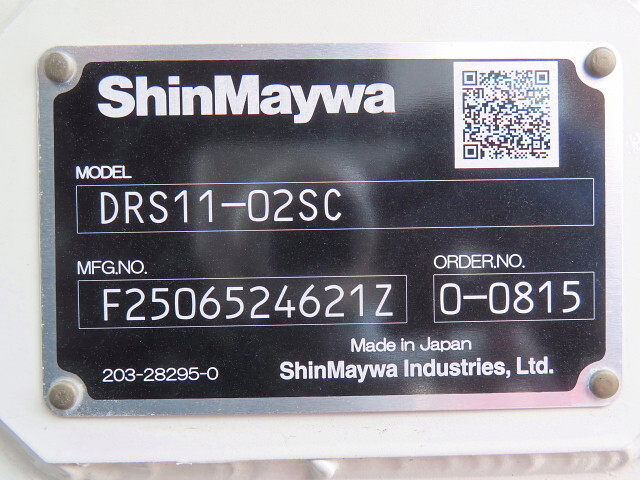 ShinMaywa
MODEL
DRS11-02SC
MFG.NO. ORDER.NO.
F2506524621Z 0-0815
Made in Japan
203-28295-0 ShinMaywa Industries, Ltd.